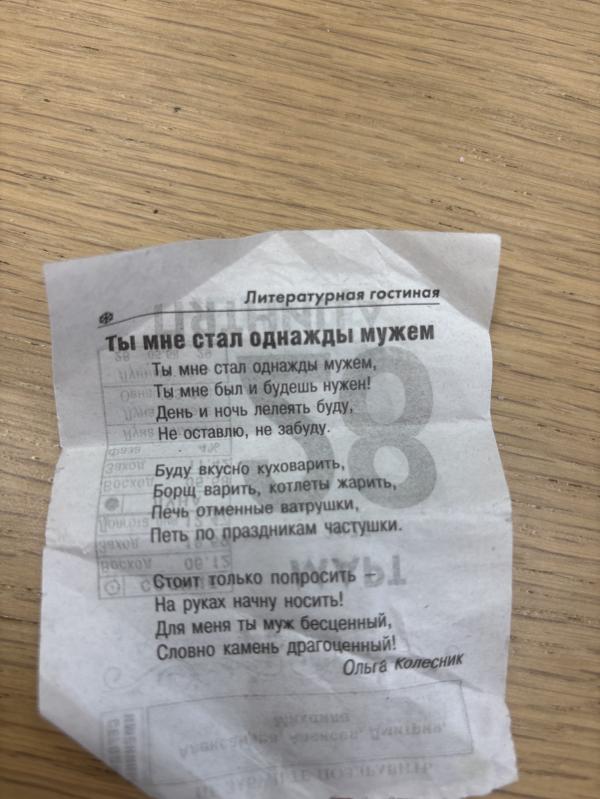 Литературная гостиная
Ты мне стал однажды мужем
Ты мне стал однажды мужем,
Ты мне был и будешь нужен!
День и ночь лелеять буду,
Не оставлю, не забуду.
Буду вкусно куховарить,
Борщ варить, котлеты жарить,
Печь отменные ватрушки,
Петь по праздникам частушки.
Стоит только попросить –
На руках начну носить!
Для меня ты муж бесценный,
Словно камень драгоценный!
Ольга Колесник